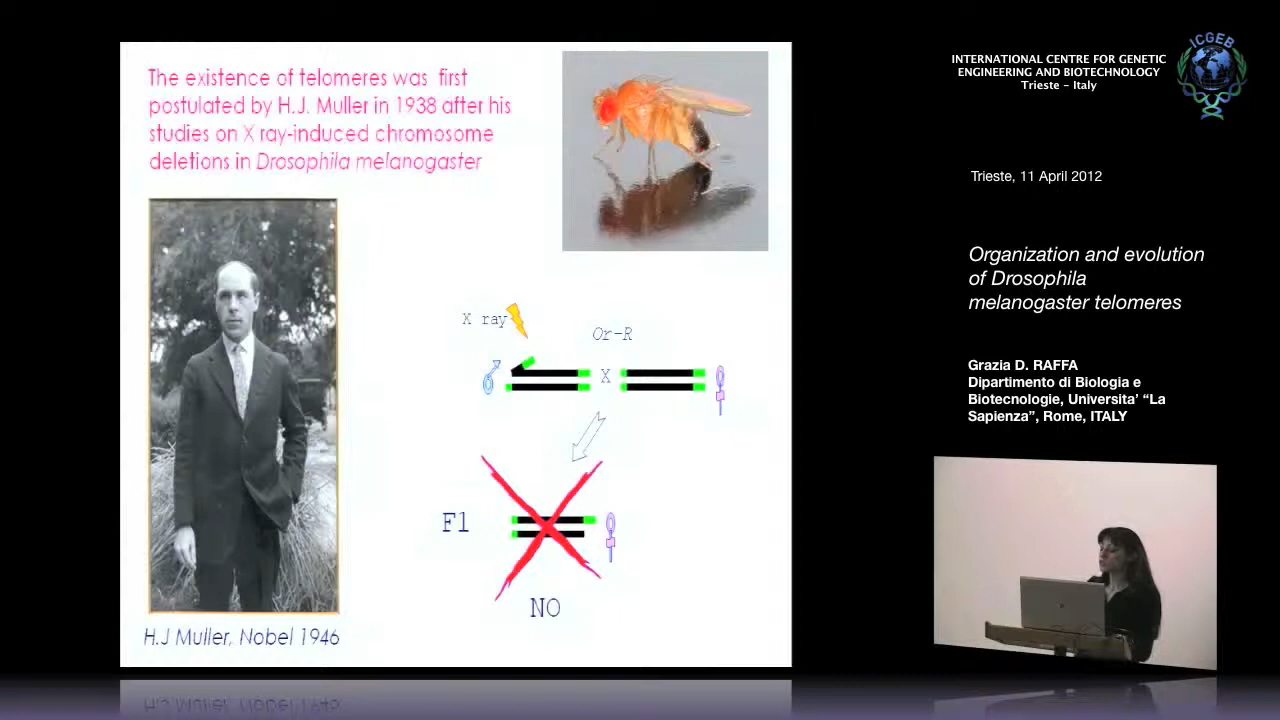 The existence of telomeres was first
postulated by H.J. Muller in 1938 after his
studies on X ray-induced chromosome
deletions in Drosophila melanogaster
X ray
Or-R
X
F1
NO
H.J Muller, Nobel 1946
ICGEB
INTERNATIONAL CENTRE FOR GENETIC
ENGINEERING AND BIOTECHNOLOGY
Trieste - Italy
Trieste, 11 April 2012
Organization and evolution
of Drosophila
melanogaster telomeres
Grazia D. RAFFA
Dipartimento di Biologia e
Biotecnologie, Universita’ “La
Sapienza”, Rome, ITALY